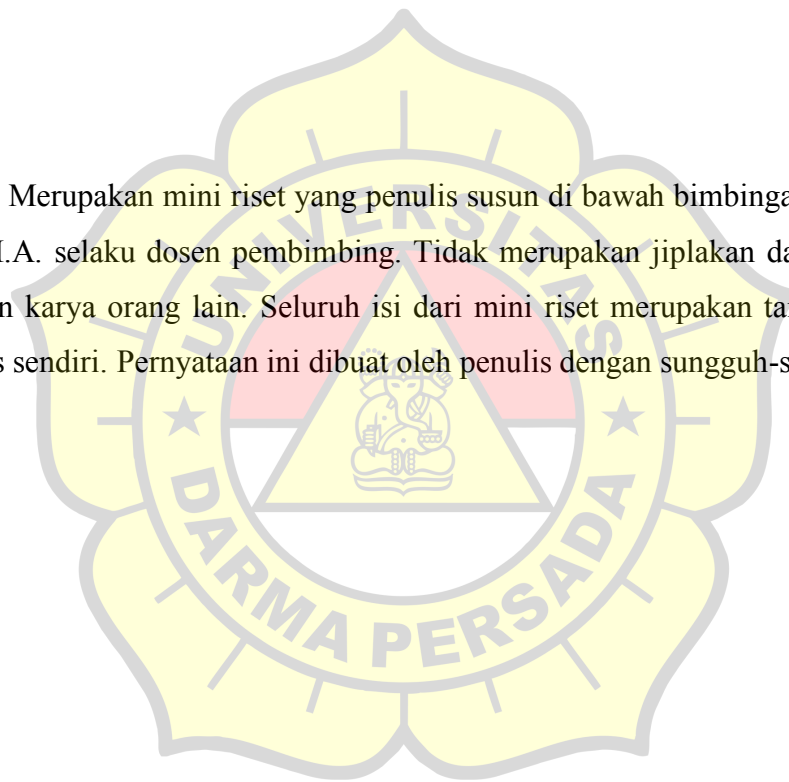 Merupakan mini riset yang penulis susun di bawah bimbinga
.A. selaku dosen pembimbing. Tidak merupakan jiplakan da
n karya orang lain. Seluruh isi dari mini riset merupakan ta
s sendiri. Pernyataan ini dibuat oleh penulis dengan sungguh-s
UNIVERSITAS
DARMA PERSADA